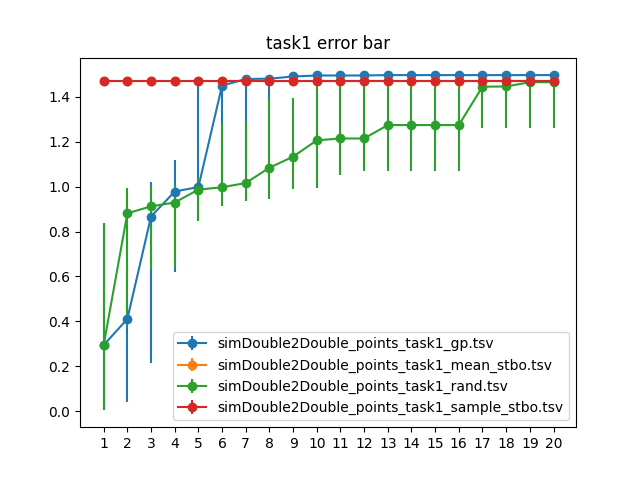 task1 error bar
1.4
1.2
1.0
0.8
0.6
0.4
0.2
0.0
simDouble2Double_points_task1_gp.tsv
simDouble2Double_points_task1_mean_stbo.tsv
simDouble2Double_points_task1_rand.tsv
simDouble2Double_points_task1_sample_stbo.tsv
1 2 3 4 5 6 7 8 9 10 11 12 13 14 15 16 17 18 19 20